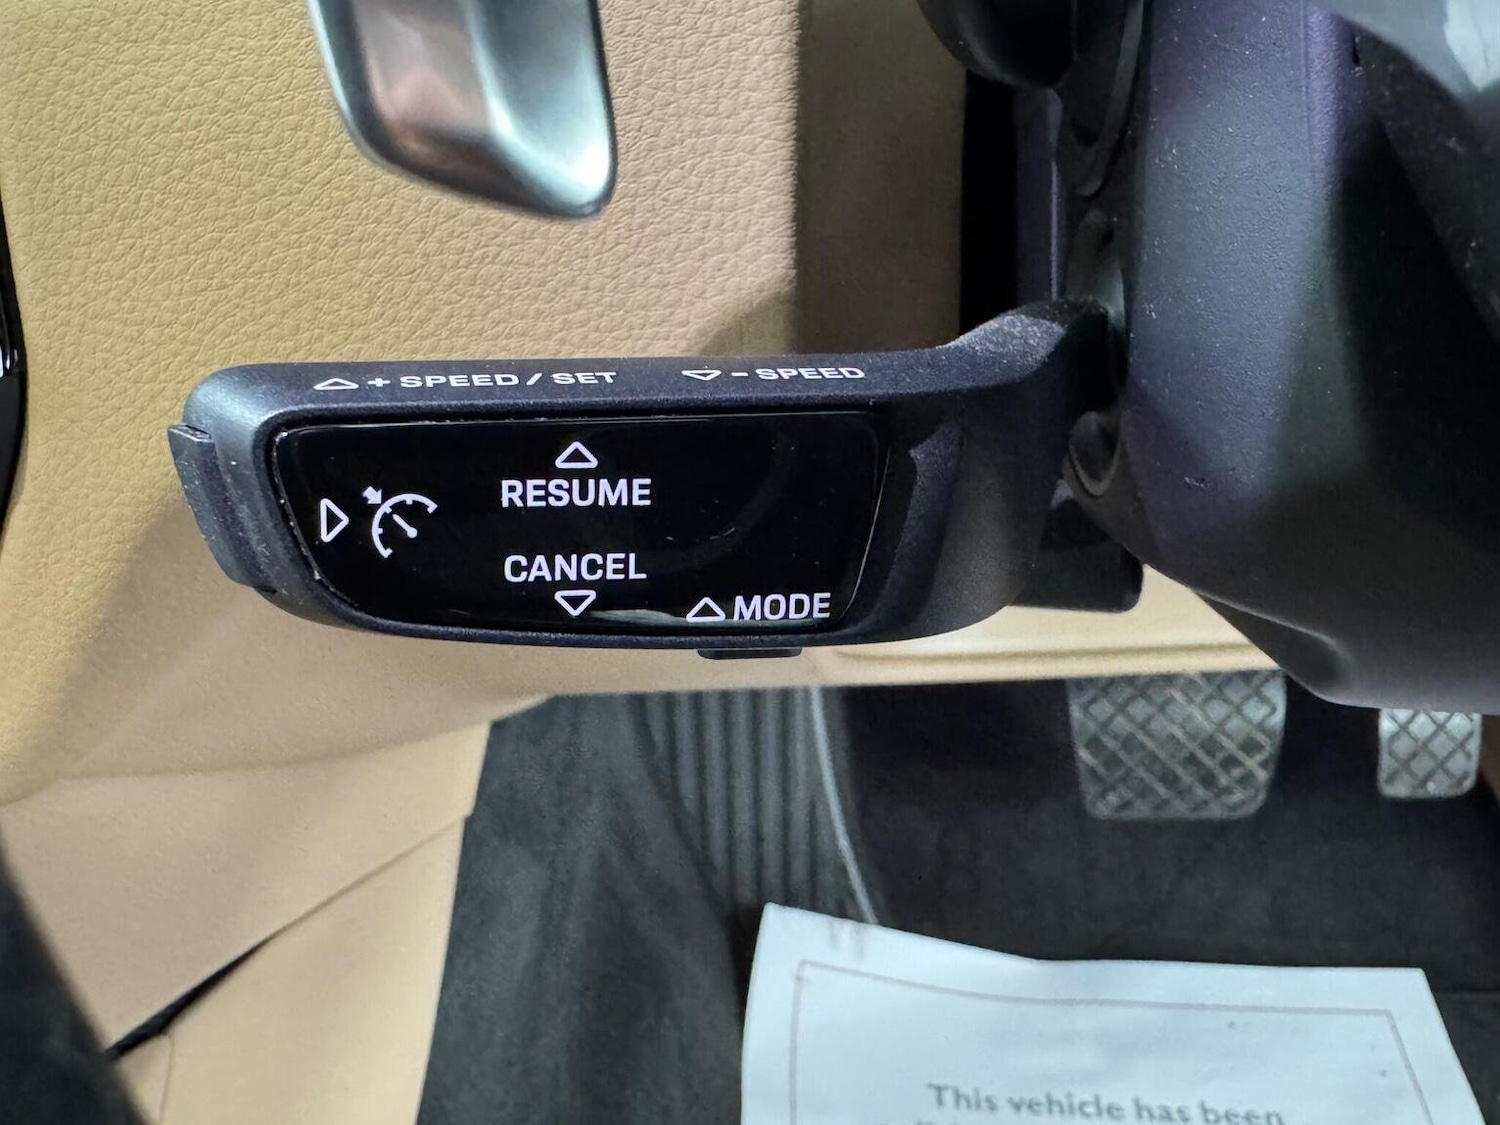 + SPEED / SET - SPEED
RESUME
CANCEL
MODE
This vehicle has been